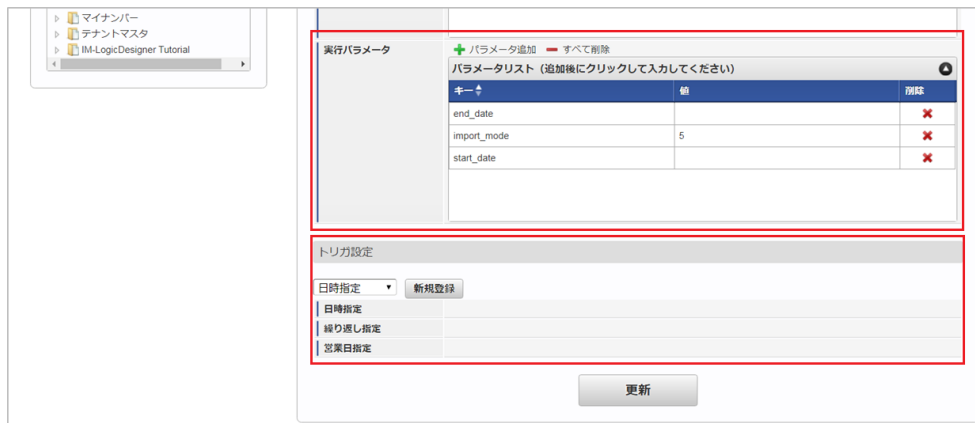 マイナンバー
テナントマスタ
IM-LogicDesigner Tutorial
実行パラメータ
パラメータ追加 すべて削除
パラメータリスト（追加後にクリックして入力してください）
キー 値 削除
end_date
import_mode 5
start_date
トリガ設定
日時指定 新規登録
日時指定
繰り返し指定
営業日指定
更新